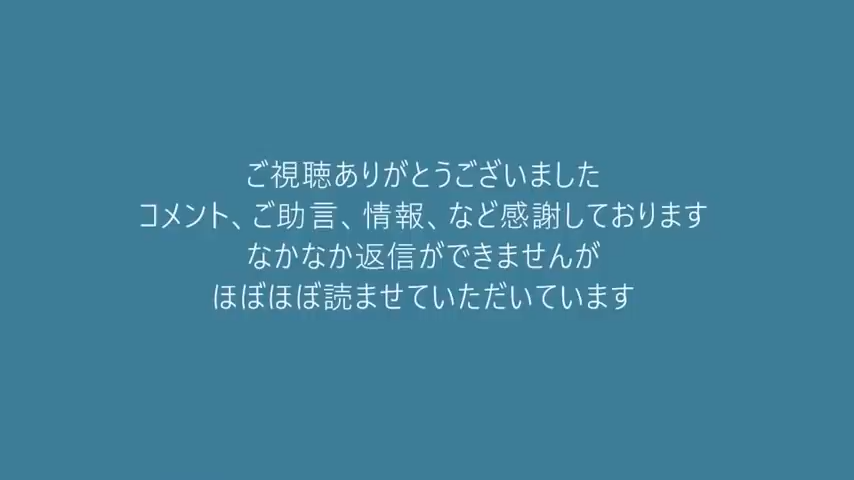 ご視聴ありがとうございました
コメント、ご助言、情報、など感謝しております
なかなか返信ができませんが
ほぼほぼ読ませていただいています